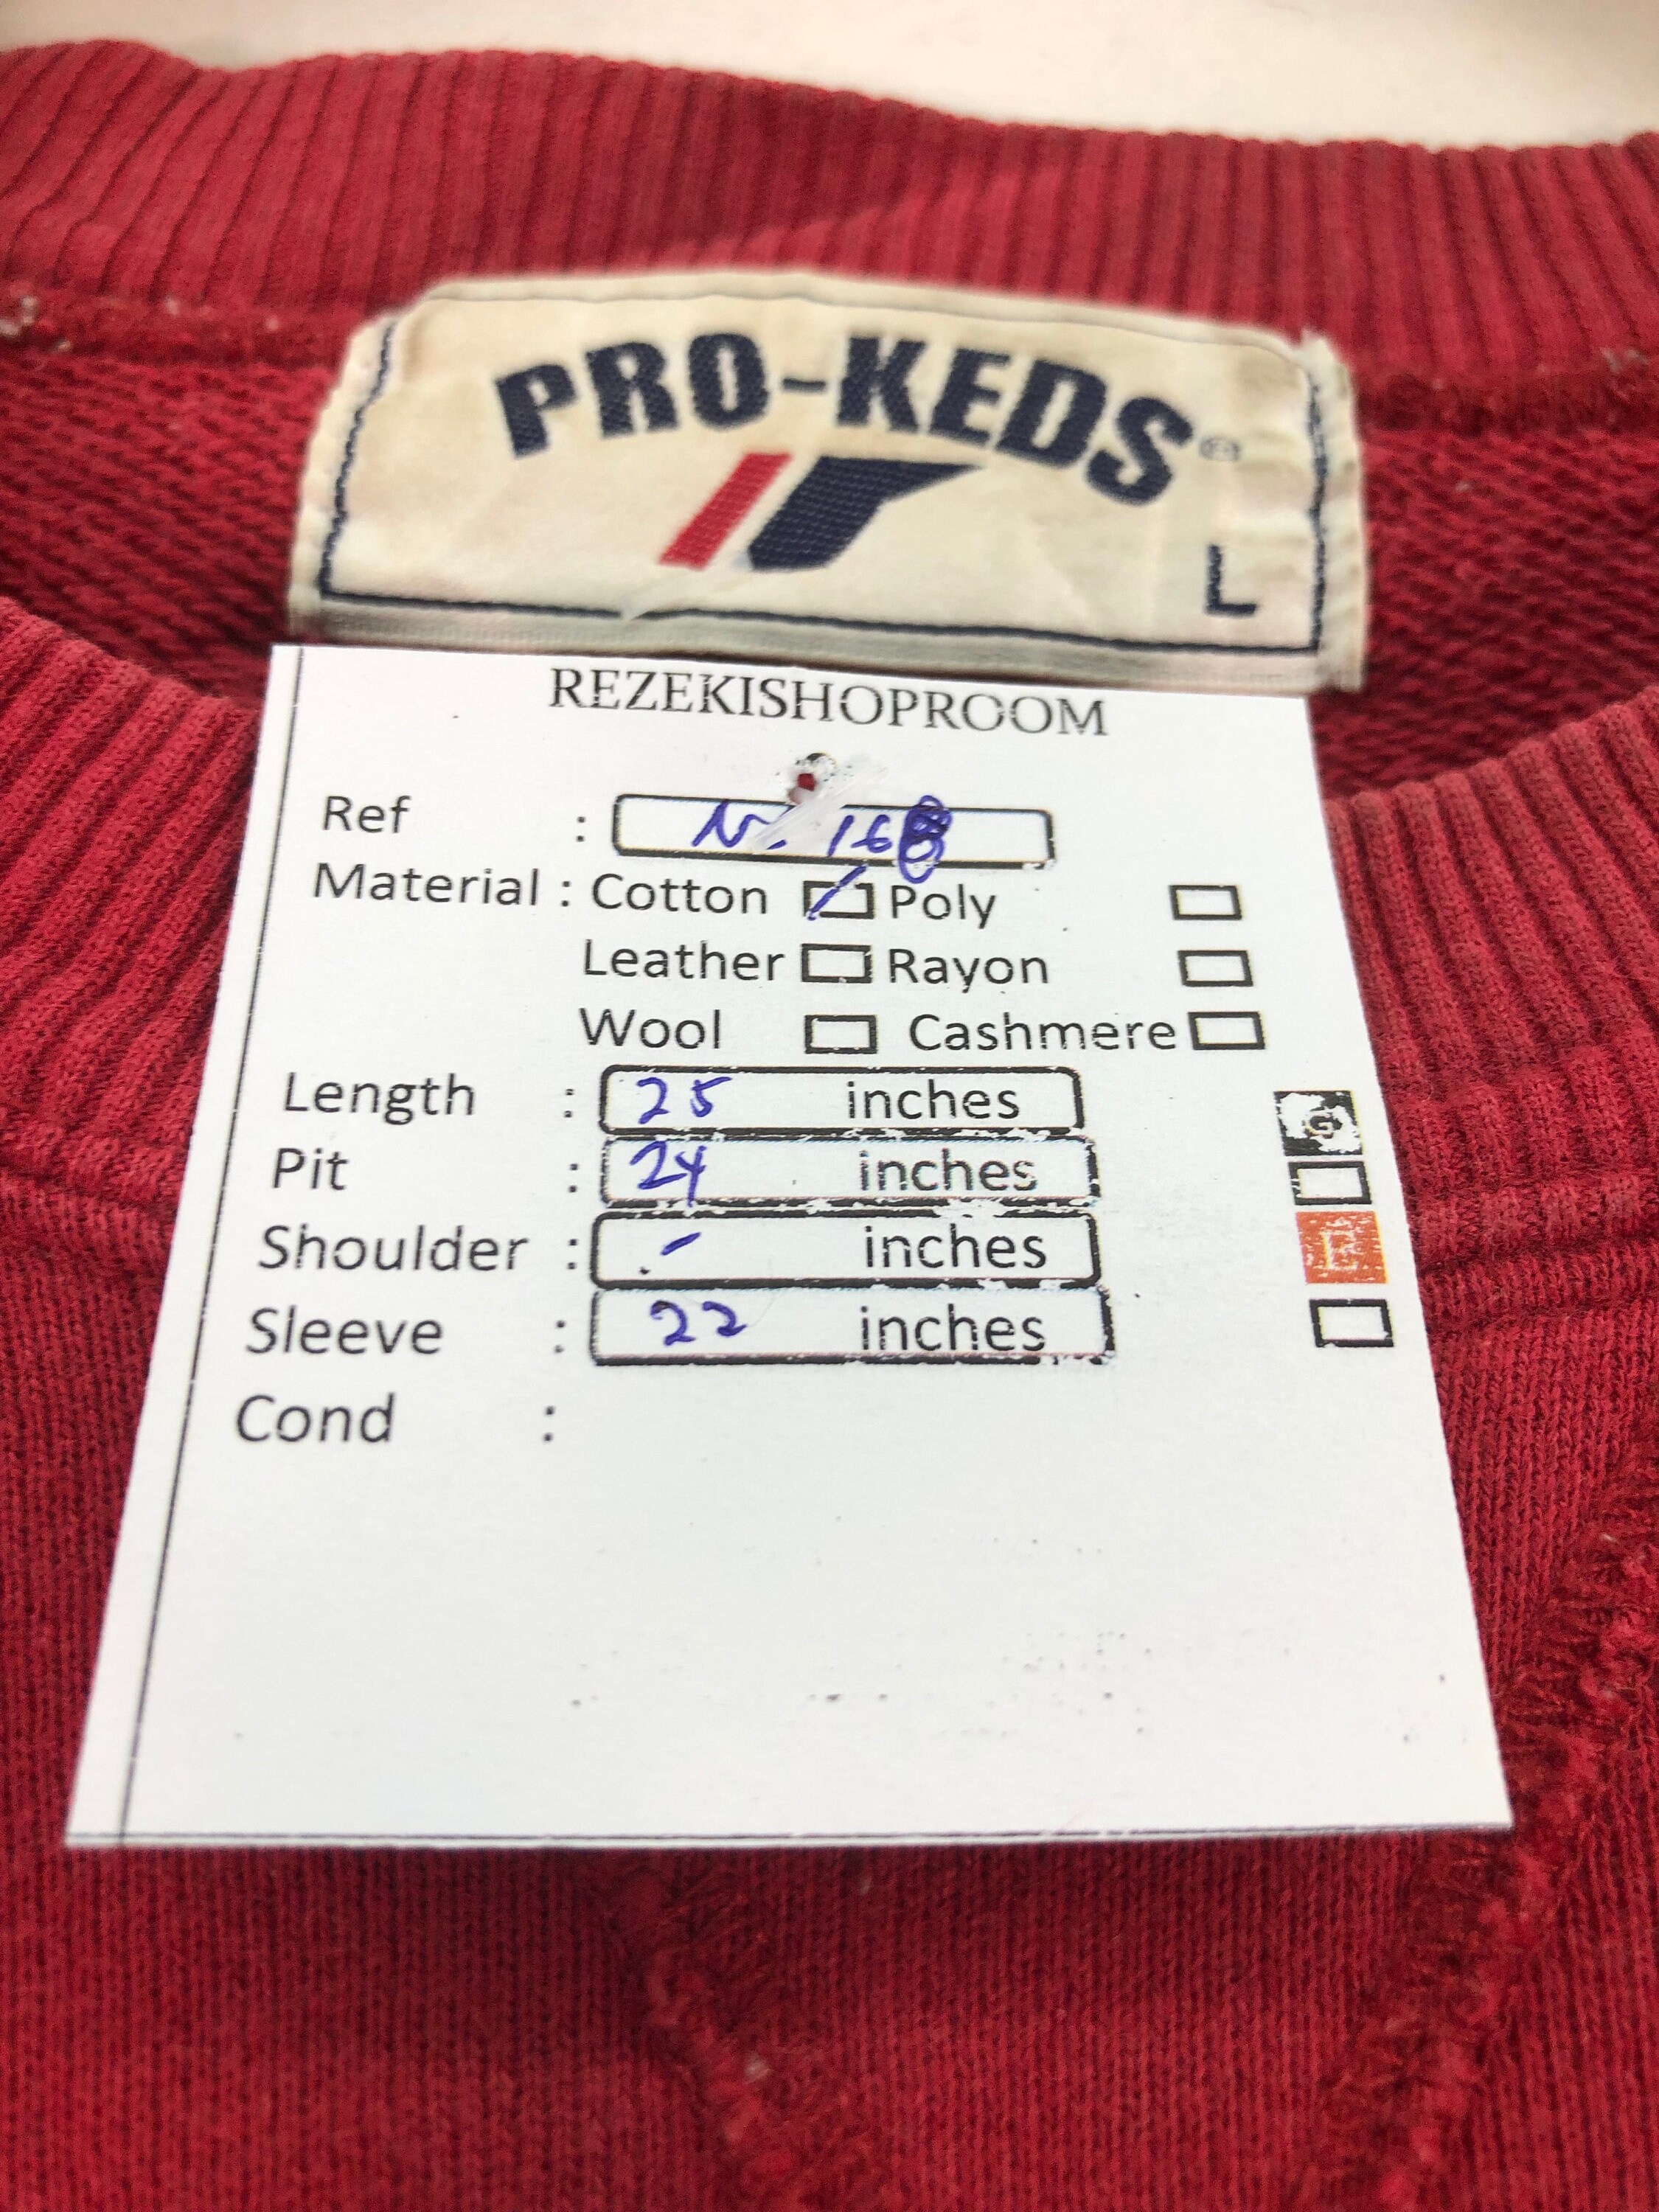 PRO-KEDS®
L
REZEKISHOPROOM
Ref : N. 168
Material : Cotton Poly
Leather Rayon
Wool Cashmere
Length : 25 inches
G
Pit : 24 inches
Shoulder : - inches
E
Sleeve : 22 inches
Cond :